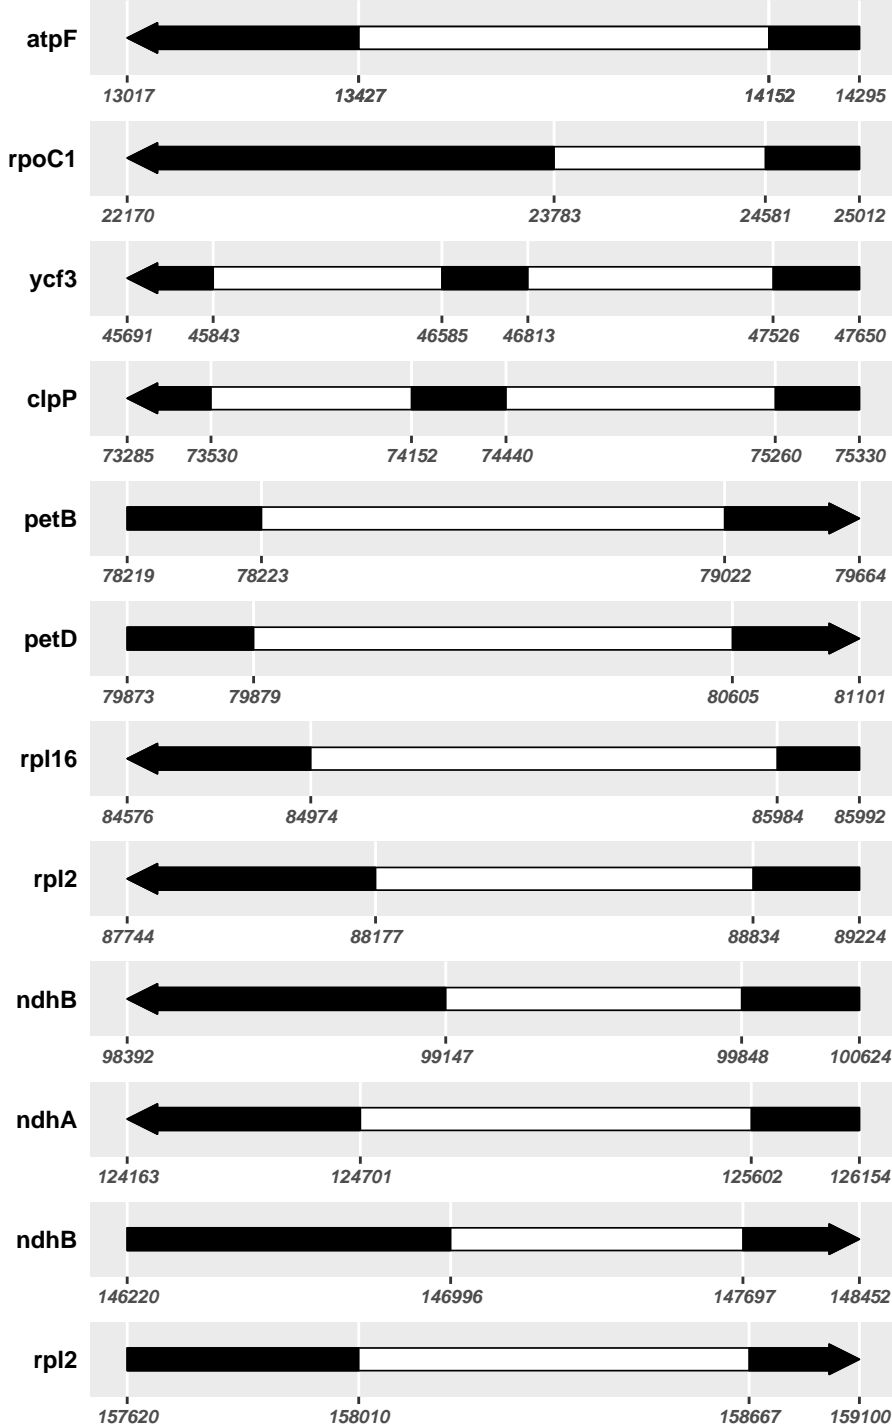 atpF
13017 13427 14152 14295
rpoC1
22170 23783 24581 25012
ycf3
45691 45843 46585 46813 47526 47650
clpP
73285 73530 74152 74440 75260 75330
petB
78219 78223 79022 79664
petD
79873 79879 80605 81101
rpl16
84576 84974 85984 85992
rpl2
87744 88177 88834 89224
ndhB
98392 99147 99848 100624
ndhA
124163 124701 125602 126154
ndhB
146220 146996 147697 148452
rpl2
157620 158010 158667 159100